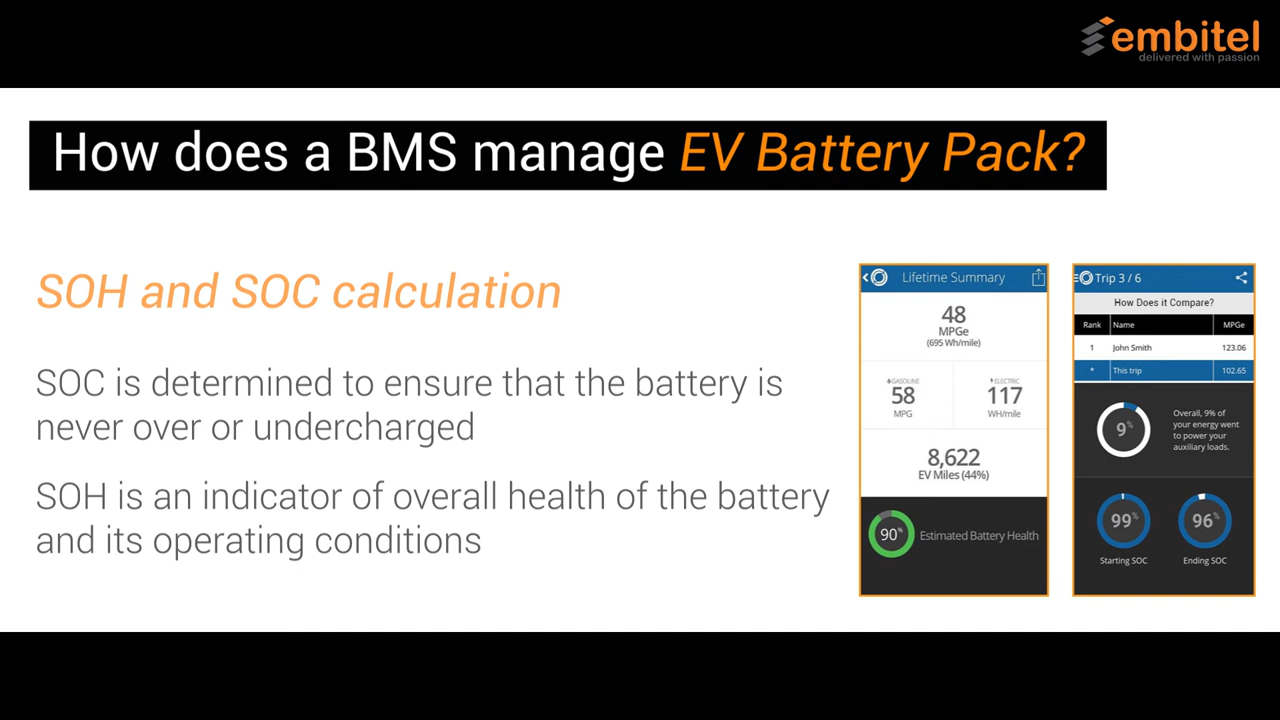 embitel
delivered with passion
How does a BMS manage EV Battery Pack?
SOH and SOC calculation
SOC is determined to ensure that the battery is
never over or undercharged
SOH is an indicator of overall health of the battery
and its operating conditions
Lifetime Summary
48
MPGe
(695 Wh/mile)
GASOLINE
58
MPG
ELECTRIC
117
WH/mile
8,622
EV Miles (44%)
90%
Estimated Battery Health
Trip 3 / 6
How Does it Compare?
Rank Name MPGe
1 John Smith 123.06
* This trip 102.65
9%
Overall, 9% of
your energy went
to power your
auxiliary loads.
99%
Starting SOC
96%
Ending SOC